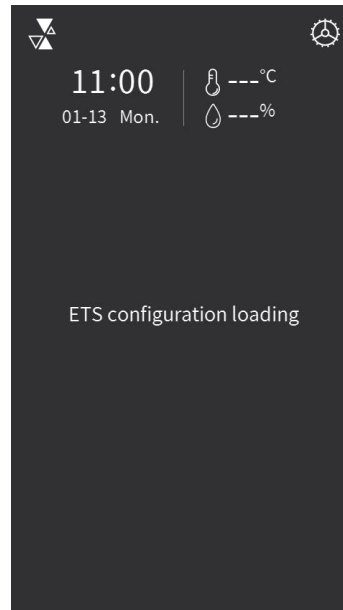 11:00
01-13 Mon.
---°C
---%
ETS configuration loading